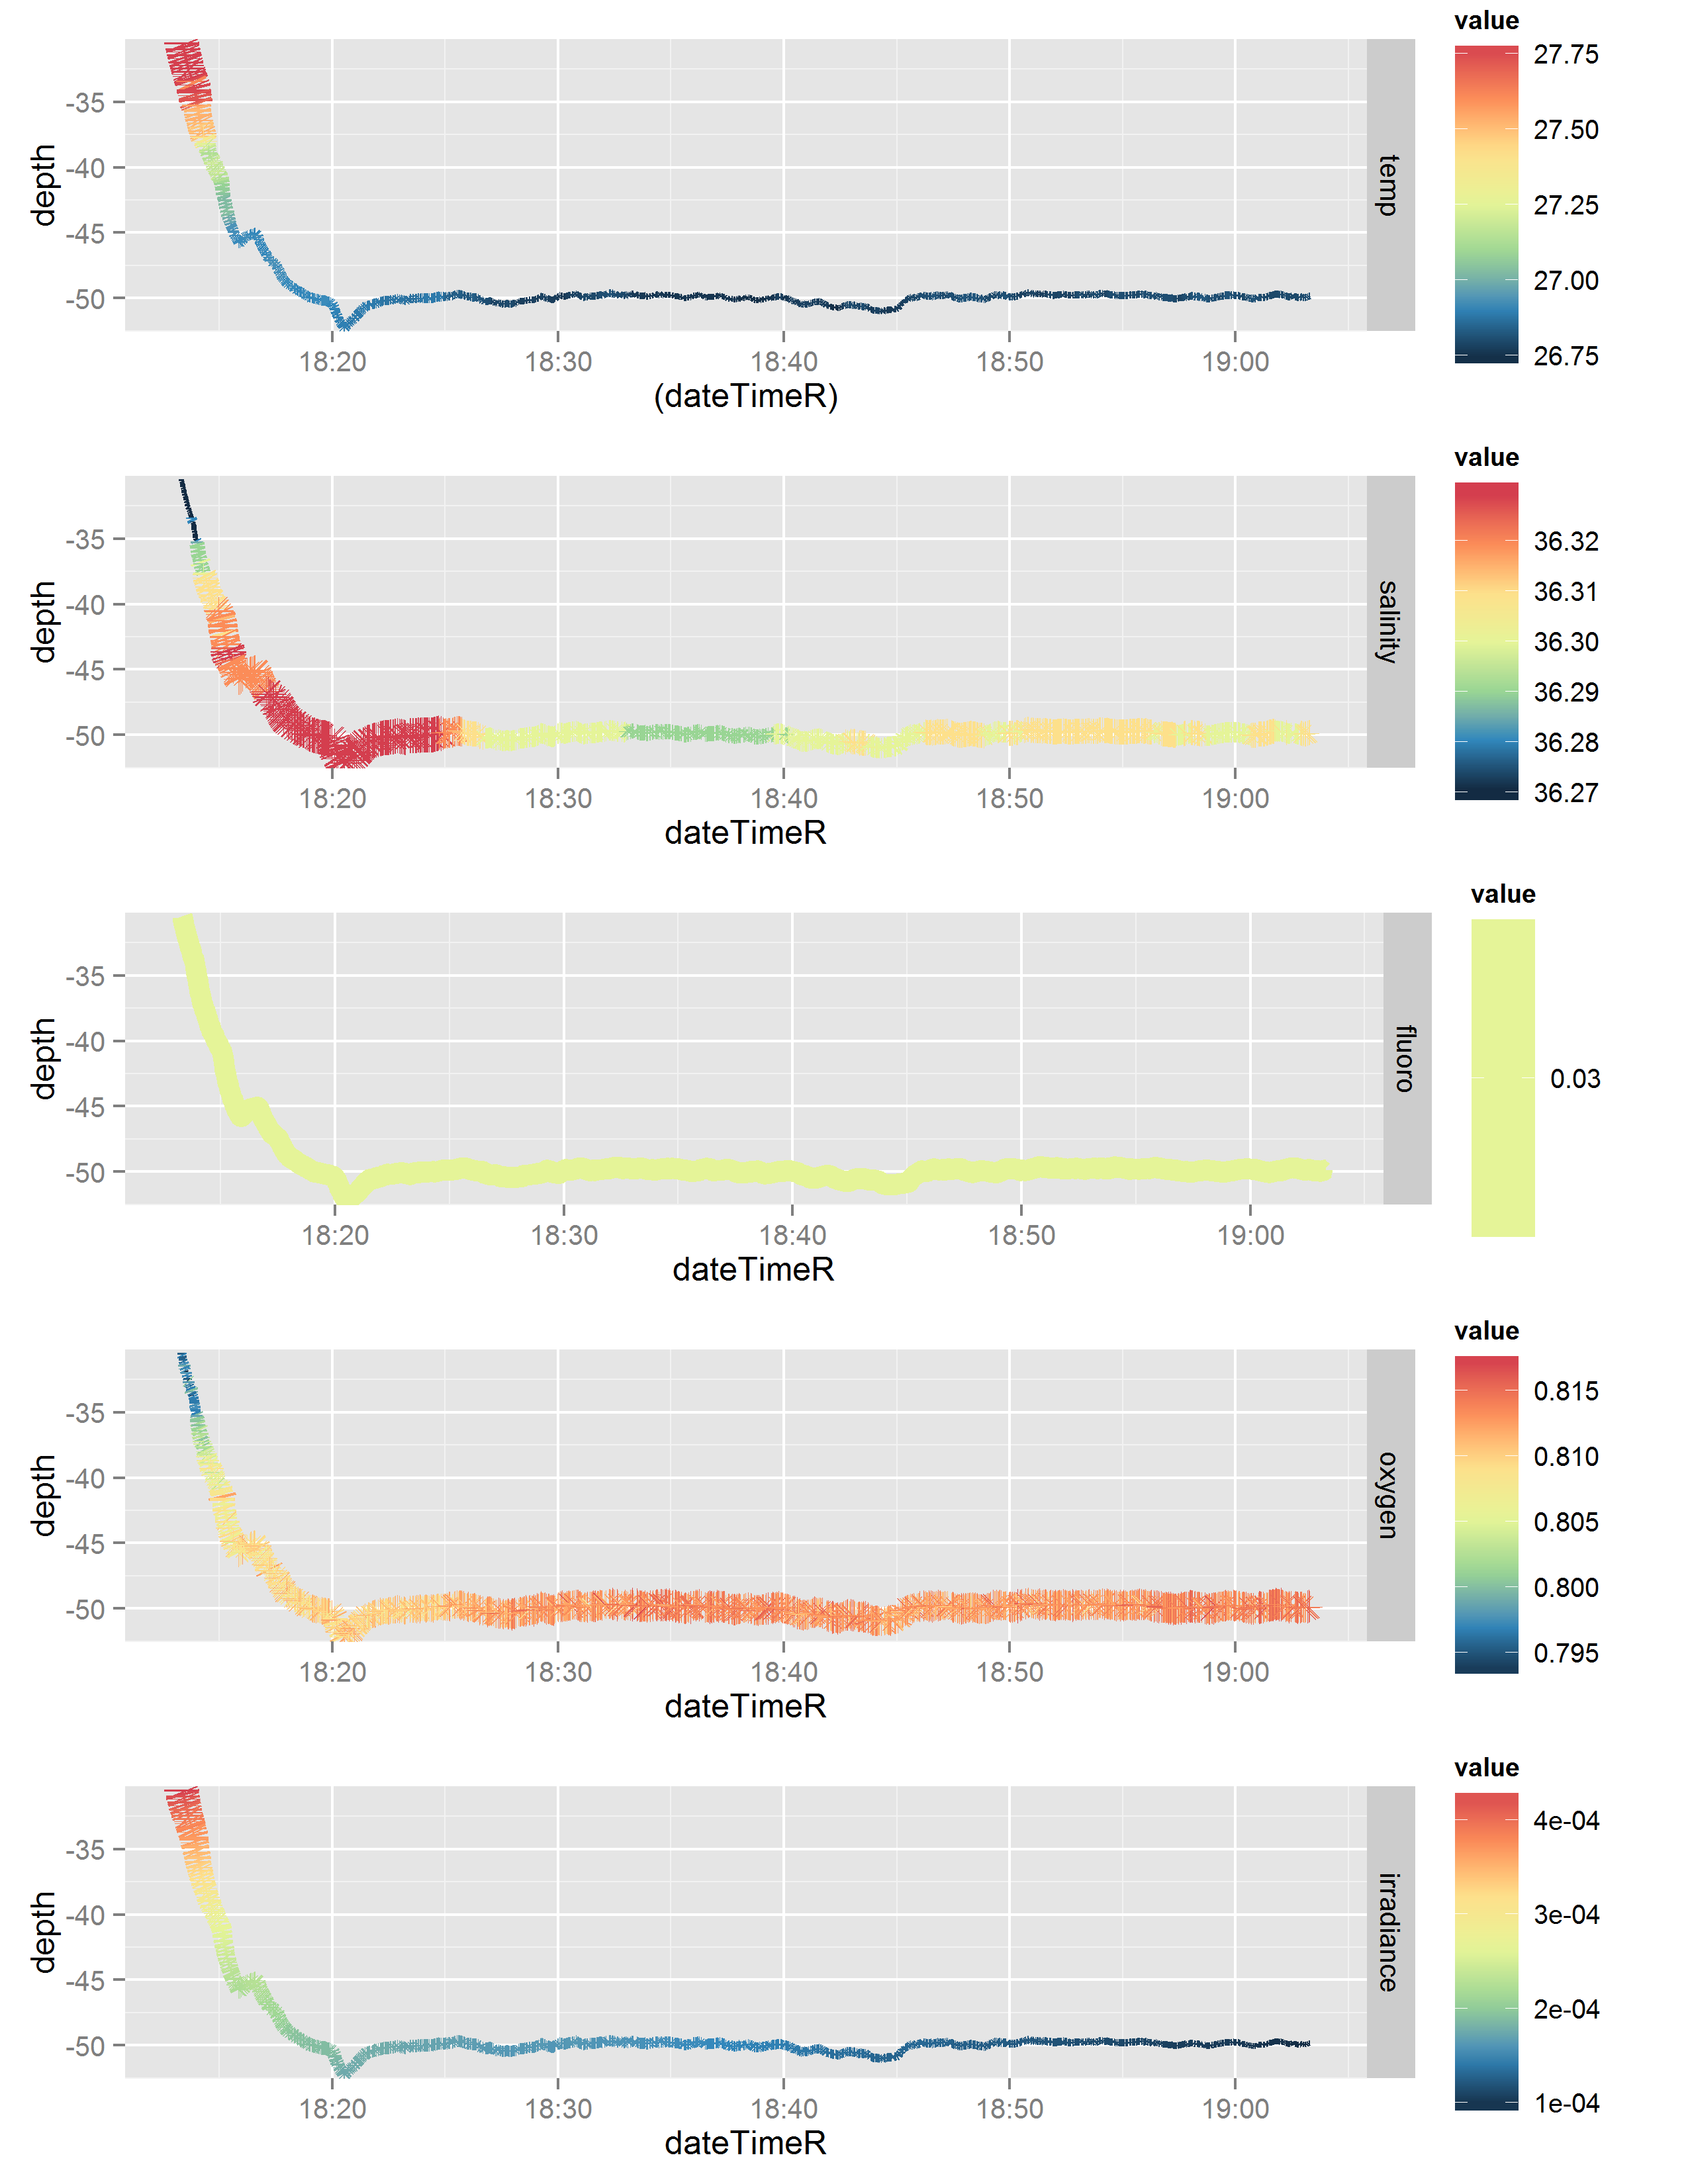 value
27.75
27.50
27.25
27.00
26.75
depth
-35
-40
-45
-50
temp
18:20 18:30 18:40 18:50 19:00
(dateTimeR)
value
36.32
36.31
36.30
36.29
36.28
36.27
depth
-35
-40
-45
-50
salinity
18:20 18:30 18:40 18:50 19:00
dateTimeR
value
0.03
depth
-35
-40
-45
-50
fluoro
18:20 18:30 18:40 18:50 19:00
dateTimeR
value
0.815
0.810
0.805
0.800
0.795
depth
-35
-40
-45
-50
oxygen
18:20 18:30 18:40 18:50 19:00
dateTimeR
value
4e-04
3e-04
2e-04
1e-04
depth
-35
-40
-45
-50
irradiance
18:20 18:30 18:40 18:50 19:00
dateTimeR